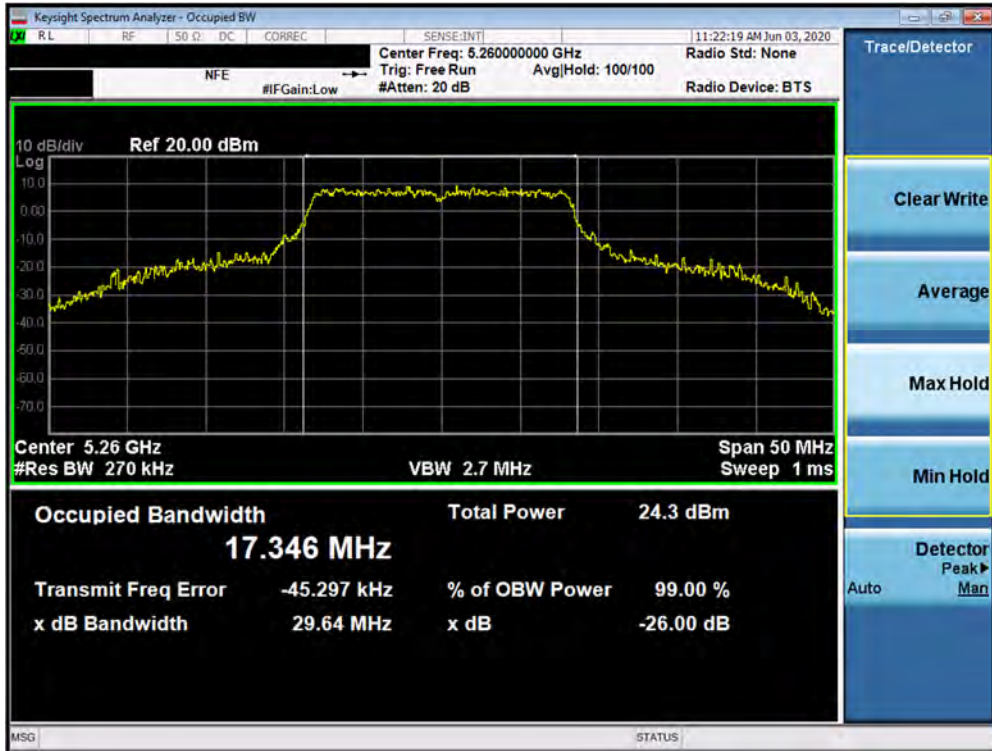 Keysight Spectrum Analyzer - Occupied BW
LXI RL RF 50 Ω DC CORREC SENSE:INT 11:22:19 AM Jun 03, 2020
Center Freq: 5.260000000 GHz Radio Std: None
NFE Trig: Free Run Avg|Hold: 100/100
#IFGain:Low #Atten: 20 dB Radio Device: BTS
Trace/Detector
10 dB/div Ref 20.00 dBm
Log
10.0
0.00
-10.0
-20.0
-30.0
-40.0
-50.0
-60.0
-70.0
Center 5.26 GHz Span 50 MHz
#Res BW 270 kHz VBW 2.7 MHz Sweep 1 ms
Occupied Bandwidth Total Power 24.3 dBm
17.346 MHz
Transmit Freq Error -45.297 kHz % of OBW Power 99.00 %
x dB Bandwidth 29.64 MHz x dB -26.00 dB
Clear Write
Average
Max Hold
Min Hold
Detector
Peak▶
Auto Man
MSG STATUS